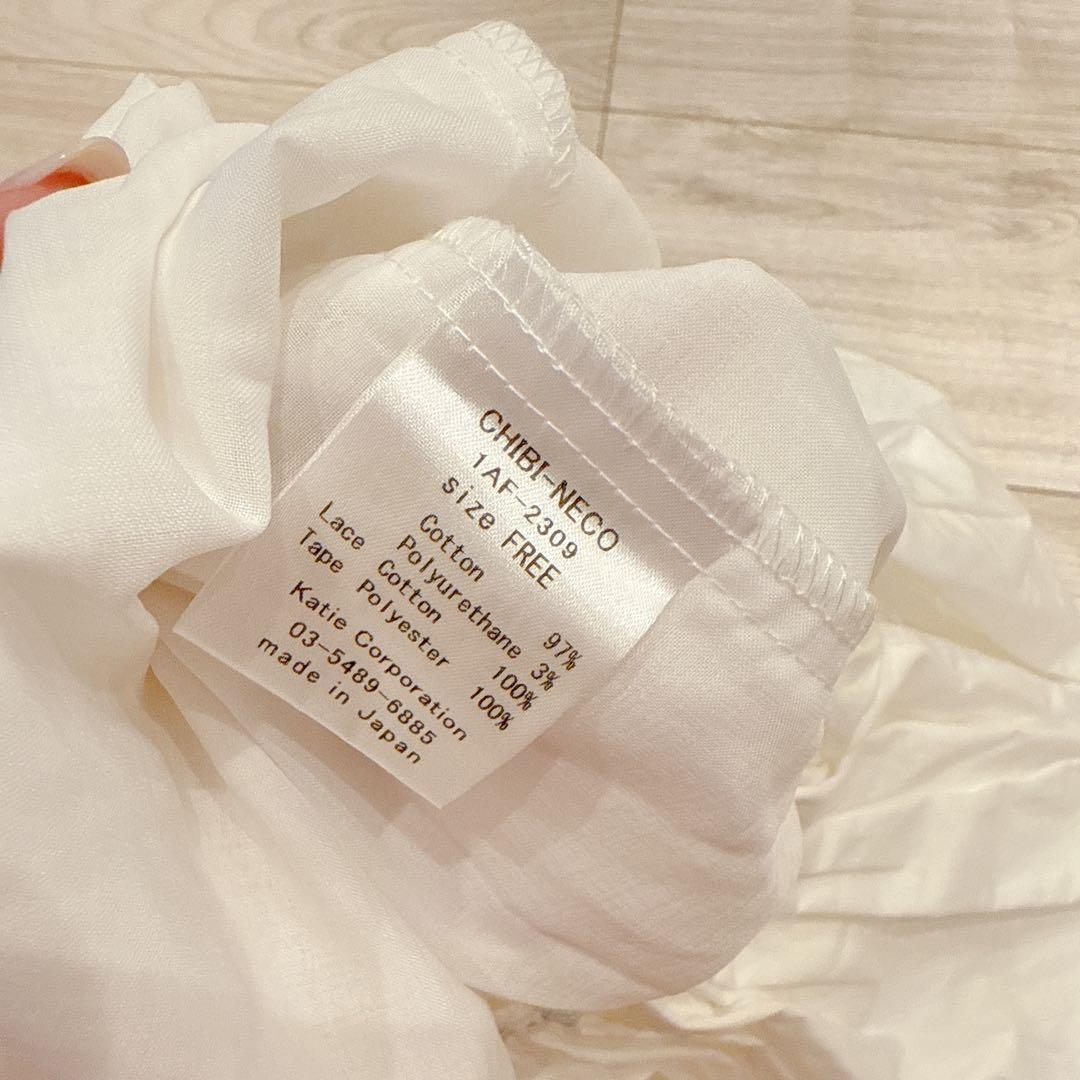 CHIBI-NECO
1AF-2309
size FREE
Cotton 97%
Polyurethane 3%
Lace Cotton 100%
Tape Polyester 100%
Katie Corporation
03-5489-6885
made in Japan